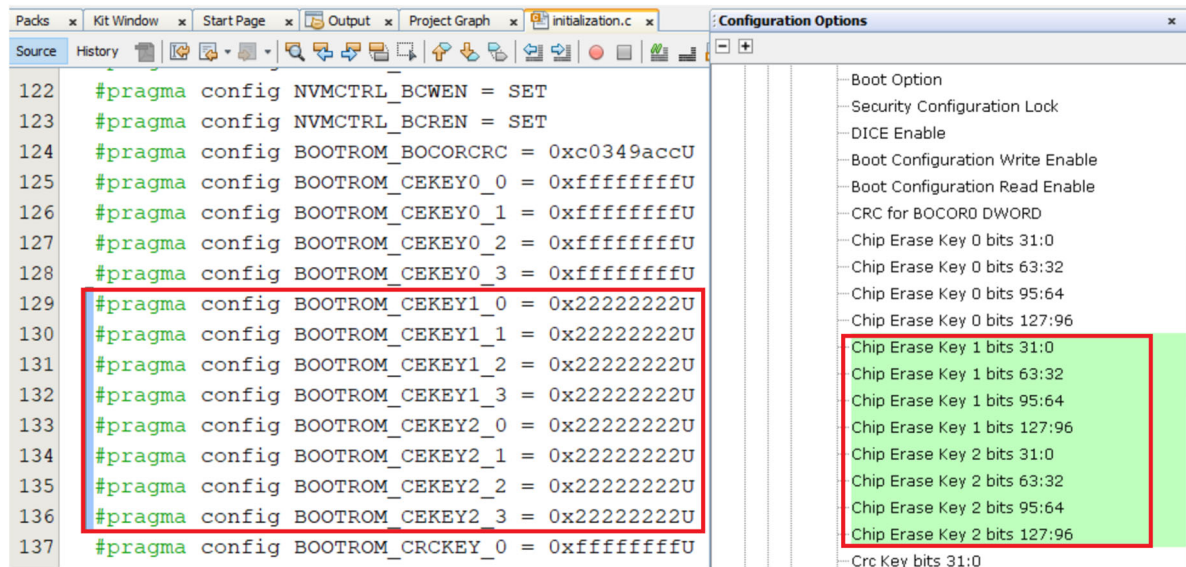 Packs x Kit Window x Start Page x Output x Project Graph x initialization.c x
Source History
122 #pragma config NVMCTRL_BCWEN = SET
123 #pragma config NVMCTRL_BCREN = SET
124 #pragma config BOOTROM_BOCORCRC = 0xc0349accU
125 #pragma config BOOTROM_CEKEY0_0 = 0xffffffffU
126 #pragma config BOOTROM_CEKEY0_1 = 0xffffffffU
127 #pragma config BOOTROM_CEKEY0_2 = 0xffffffffU
128 #pragma config BOOTROM_CEKEY0_3 = 0xffffffffU
129 #pragma config BOOTROM_CEKEY1_0 = 0x22222222U
130 #pragma config BOOTROM_CEKEY1_1 = 0x22222222U
131 #pragma config BOOTROM_CEKEY1_2 = 0x22222222U
132 #pragma config BOOTROM_CEKEY1_3 = 0x22222222U
133 #pragma config BOOTROM_CEKEY2_0 = 0x22222222U
134 #pragma config BOOTROM_CEKEY2_1 = 0x22222222U
135 #pragma config BOOTROM_CEKEY2_2 = 0x22222222U
136 #pragma config BOOTROM_CEKEY2_3 = 0x22222222U
137 #pragma config BOOTROM_CRCKEY_0 = 0xffffffffU
Configuration Options x
Boot Option
Security Configuration Lock
DICE Enable
Boot Configuration Write Enable
Boot Configuration Read Enable
CRC for BOCOR0 DWORD
Chip Erase Key 0 bits 31:0
Chip Erase Key 0 bits 63:32
Chip Erase Key 0 bits 95:64
Chip Erase Key 0 bits 127:96
Chip Erase Key 1 bits 31:0
Chip Erase Key 1 bits 63:32
Chip Erase Key 1 bits 95:64
Chip Erase Key 1 bits 127:96
Chip Erase Key 2 bits 31:0
Chip Erase Key 2 bits 63:32
Chip Erase Key 2 bits 95:64
Chip Erase Key 2 bits 127:96
Crc Key bits 31:0